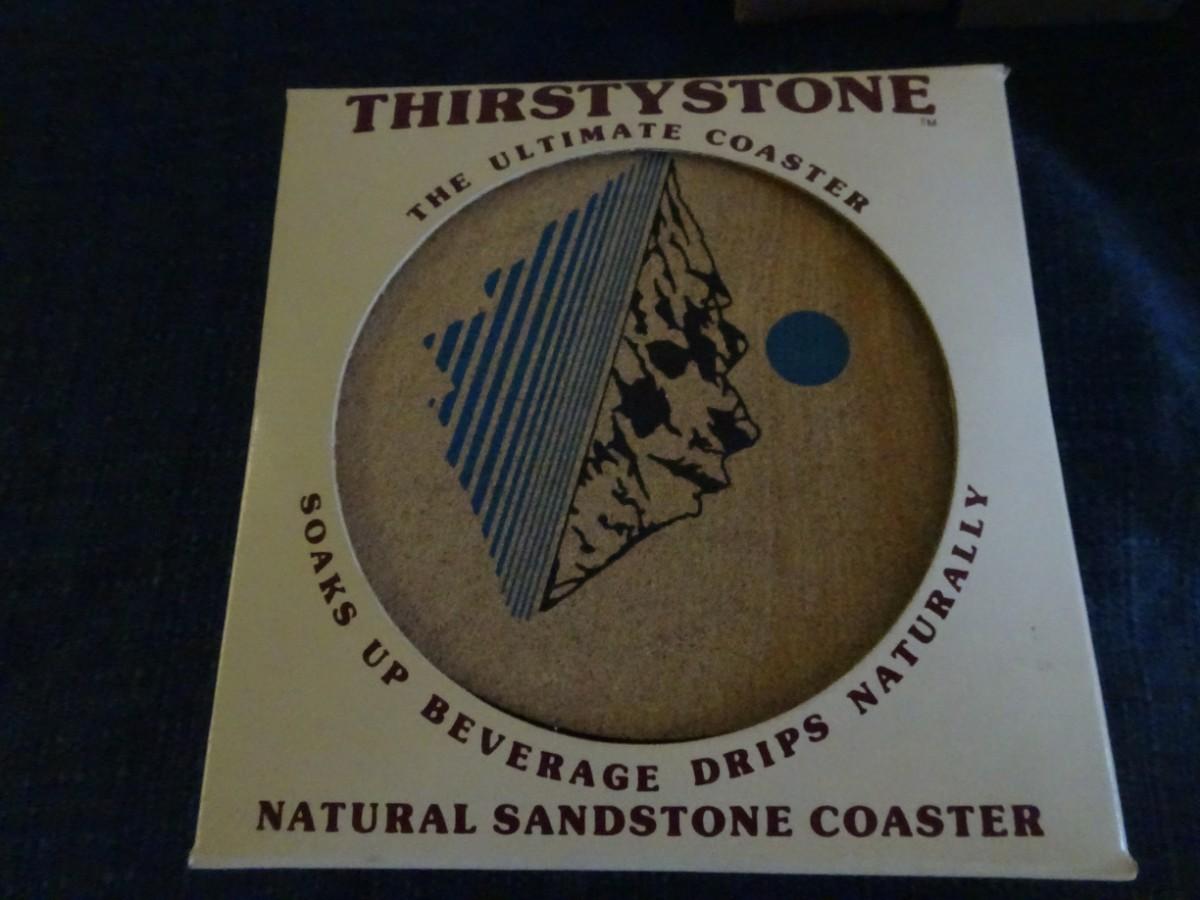 THIRSTYSTONE
TM
THE ULTIMATE COASTER
SOAKS UP BEVERAGE DRIPS NATURALLY
NATURAL SANDSTONE COASTER